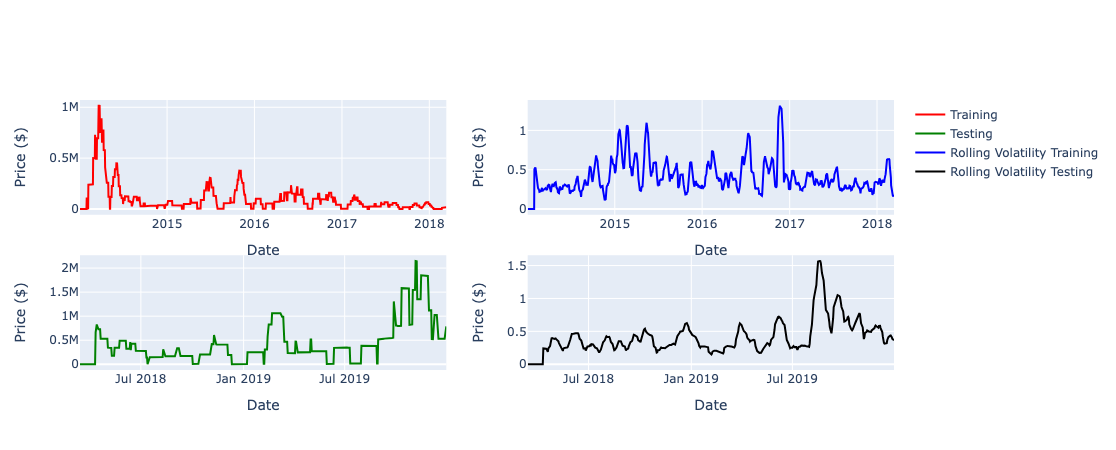 1M
0.5M
0
Price ($)
2015
2016
2017
2018
Date
1
0.5
0
Price ($)
2015
2016
2017
2018
Date
Training
Testing
Rolling Volatility Training
Rolling Volatility Testing
2M
1.5M
1M
0.5M
0
Price ($)
Jul 2018
Jan 2019
Jul 2019
Date
1.5
1
0.5
0
Price ($)
Jul 2018
Jan 2019
Jul 2019
Date